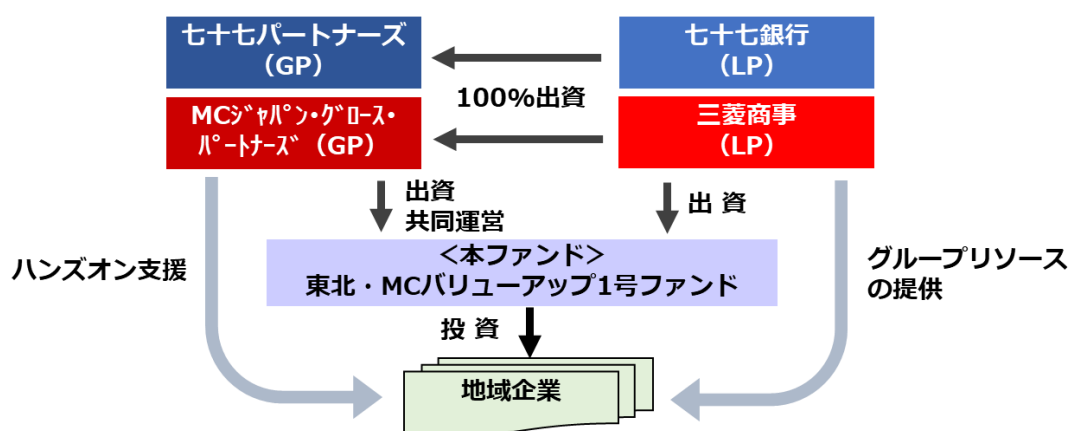 七十七パートナーズ
（GP）
七十七銀行
（LP）
100%出資
MCｼﾞｬﾊﾟﾝ・ｸﾞﾛｰｽ・
ﾊﾟｰﾄﾅｰｽﾞ（GP）
三菱商事
（LP）
出資
共同運営
出 資
＜本ファンド＞
東北・MCバリューアップ1号ファンド
ハンズオン支援
グループリソース
の提供
投 資
地域企業